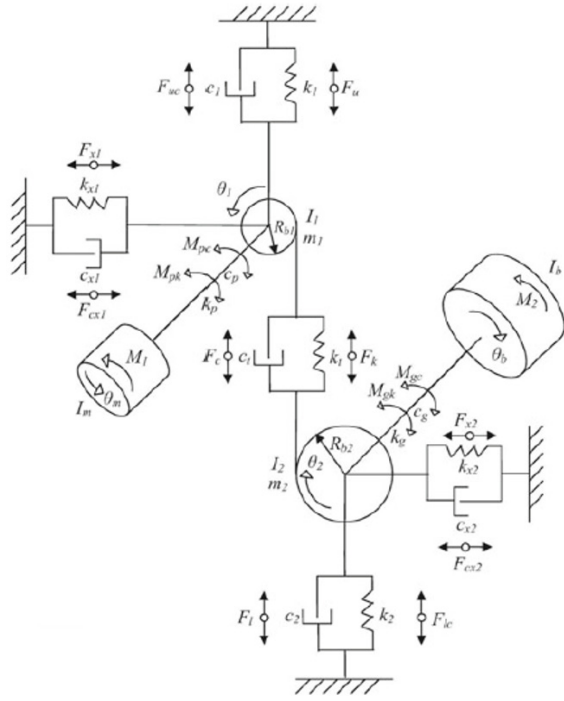 F_uc c_1 k_1 F_u
F_x1
k_x1
θ_1
R_b1
I_1
m_1
M_pc
M_pk
c_p
k_p
c_x1
F_cx1
M_1
θ_m
I_m
I_b
M_2
θ_b
F_c c_t k_t F_k
M_gc
M_gk
c_g
k_g
F_x2
k_x2
R_b2
θ_2
I_2
m_2
c_x2
F_cx2
F_l c_2 k_2 F_lc